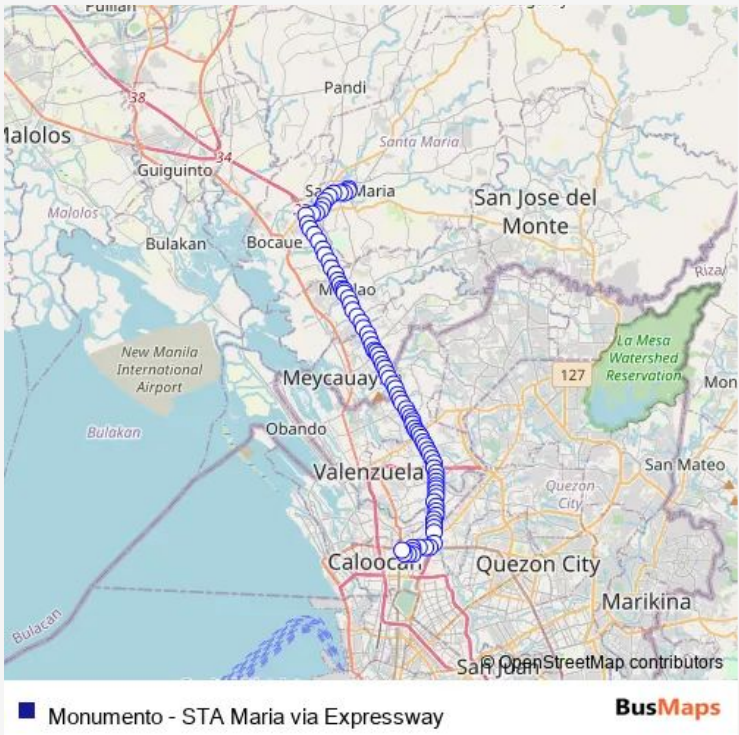 Pullilan
38
Pandi
Malolos
Santa Maria
34
Guiguinto
Santa Maria
San Jose del
Monte
Malolos
Bulakan
Bocaue
Rizal
Marilao
New Manila
International
Airport
La Mesa
Watershed
Reservation
Meycauayan
127
Mon
Obando
Bulakan
Valenzuela
San Mateo
Quezon
City
Caloocan
Quezon City
Marikina
Bulacan
San Juan
© OpenStreetMap contributors
Monumento - STA Maria via Expressway
BusMaps